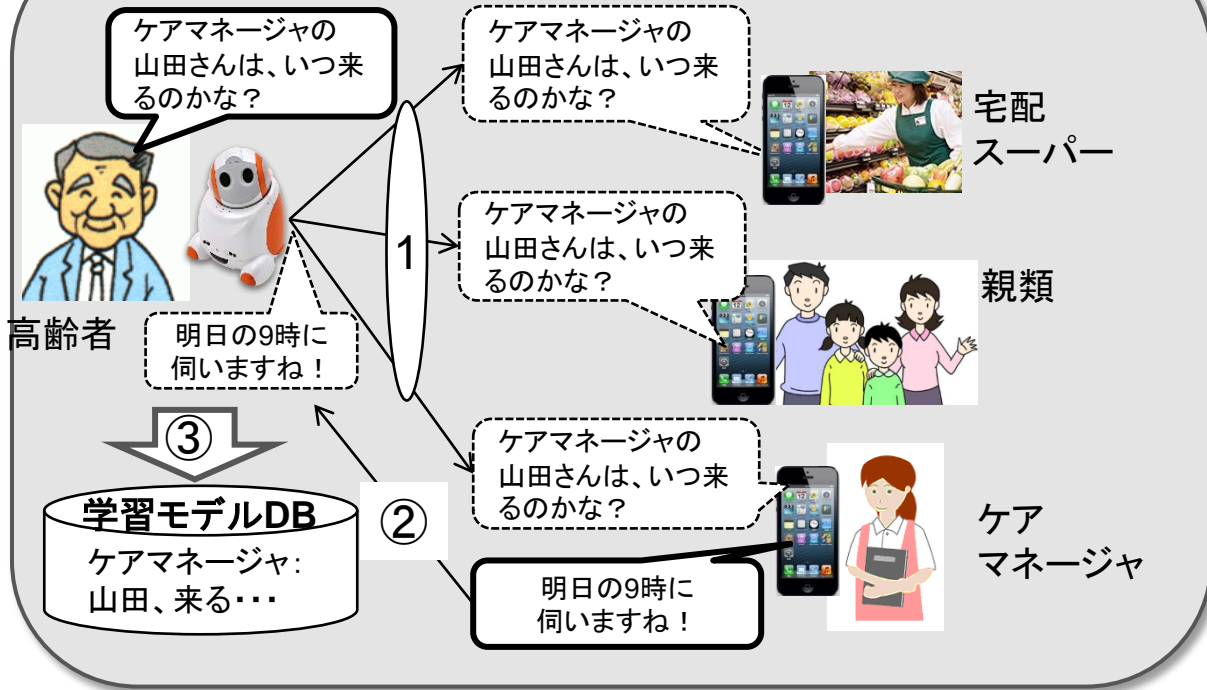 ケアマネージャの
山田さんは、いつ来
るのかな？
ケアマネージャの
山田さんは、いつ来
るのかな？
宅配
スーパー
1
ケアマネージャの
山田さんは、いつ来
るのかな？
親類
高齢者
明日の9時に
伺いますね！
③
ケアマネージャの
山田さんは、いつ来
るのかな？
ケア
マネージャ
学習モデルDB
ケアマネージャ：
山田、来る・・・
②
明日の9時に
伺いますね！